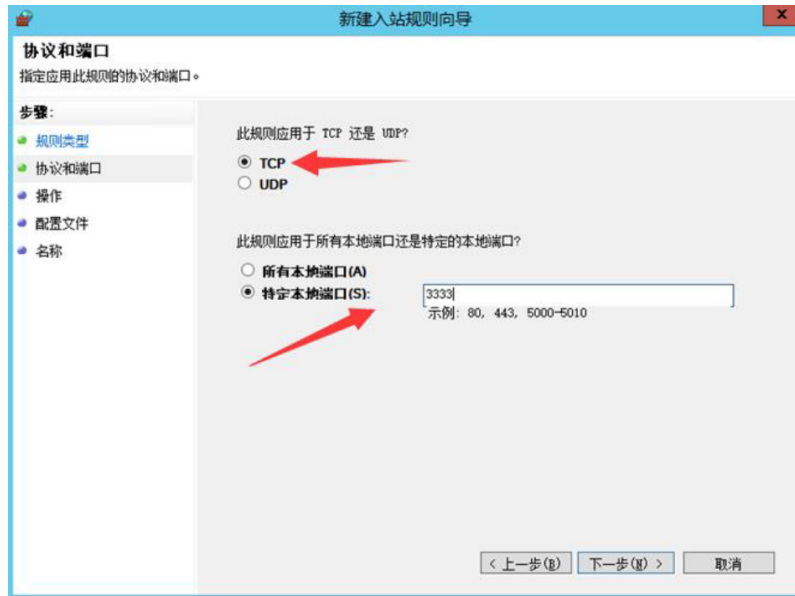 新建入站规则向导
x
协议和端口
指定应用此规则的协议和端口。
步骤:
规则类型
协议和端口
操作
配置文件
名称
此规则应用于 TCP 还是 UDP?
TCP
UDP
此规则应用于所有本地端口还是特定的本地端口?
所有本地端口(A)
特定本地端口(S):
3333
示例: 80, 443, 5000-5010
< 上一步(B)
下一步(N) >
取消